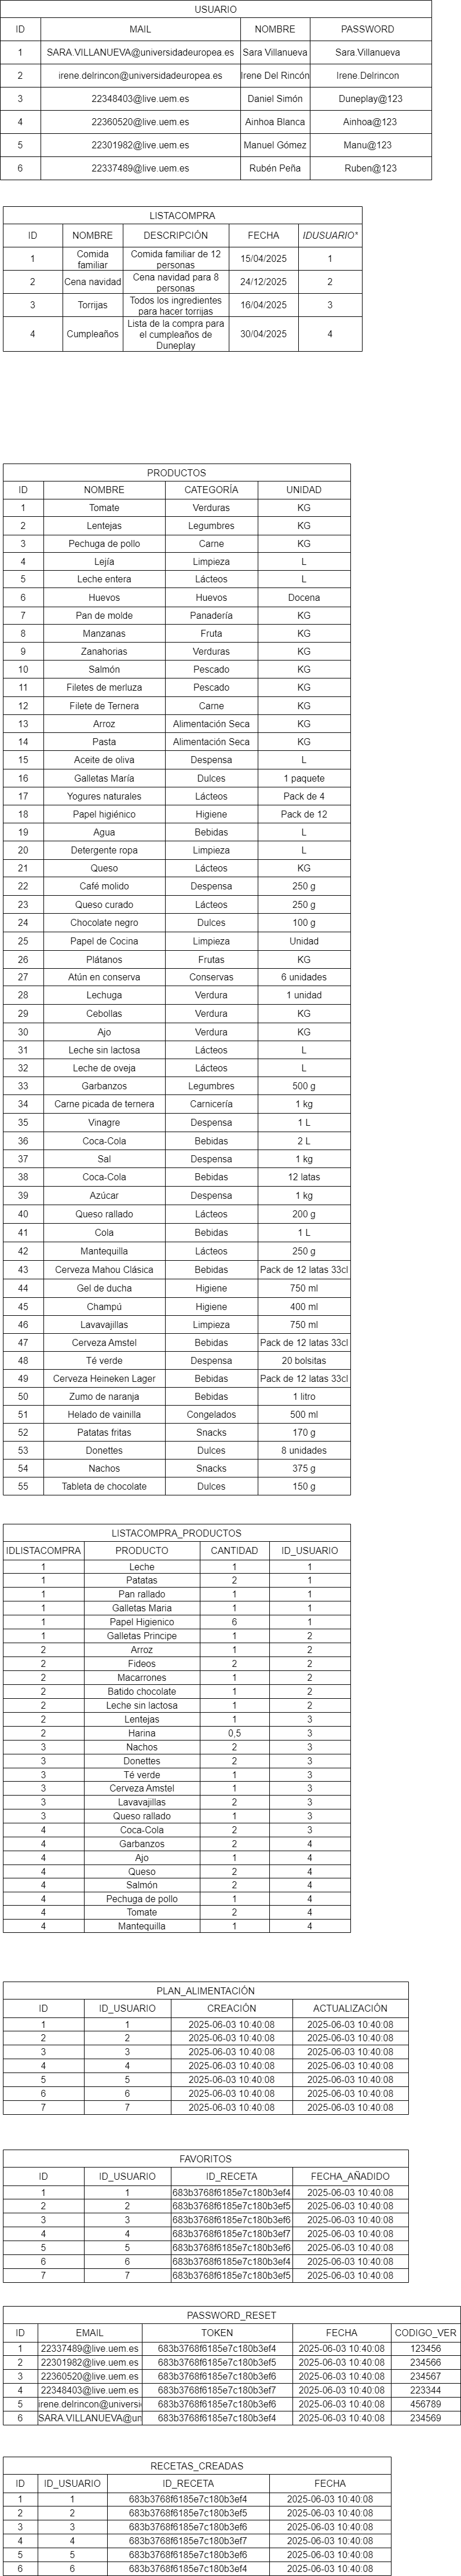 USUARIO
ID MAIL NOMBRE PASSWORD
1 SARA.VILLANUEVA@universidadeuropea.es Sara Villanueva Sara.Villanueva
2 irene.delrincon@universidadeuropea.es Irene Del Rincón Irene.Delrincon
3 22348403@live.uem.es Daniel Simón Duneplay@123
4 22360520@live.uem.es Ainhoa Blanca Ainhoa@123
5 22301982@live.uem.es Manuel Gómez Manu@123
6 22337489@live.uem.es Rubén Peña Ruben@123
LISTACOMPRA
ID NOMBRE DESCRIPCIÓN FECHA IDUSUARIO*
1 Comida familiar Comida familiar de 12 personas 15/04/2025 1
2 Cena navidad Cena navidad para 8 personas 24/12/2025 2
3 Torrijas Todos los ingredientes para hacer torrijas 16/04/2025 3
4 Cumpleaños Lista de la compra para el cumpleaños de Duneplay 30/04/2025 4
PRODUCTOS
ID NOMBRE CATEGORÍA UNIDAD
1 Tomate Verduras KG
2 Lentejas Legumbres KG
3 Pechuga de pollo Carne KG
4 Lejía Limpieza L
5 Leche entera Lácteos L
6 Huevos Huevos Docena
7 Pan de molde Panadería KG
8 Manzanas Fruta KG
9 Zanahorias Verduras KG
10 Salmón Pescado KG
11 Filetes de merluza Pescado KG
12 Filete de Ternera Carne KG
13 Arroz Alimentación Seca KG
14 Pasta Alimentación Seca KG
15 Aceite de oliva Despensa L
16 Galletas María Dulces 1 paquete
17 Yogures naturales Lácteos Pack de 4
18 Papel higiénico Higiene Pack de 12
19 Agua Bebidas L
20 Detergente ropa Limpieza L
21 Queso Lácteos KG
22 Café molido Despensa 250 g
23 Queso curado Lácteos 250 g
24 Chocolate negro Dulces 100 g
25 Papel de Cocina Limpieza Unidad
26 Plátanos Frutas KG
27 Atún en conserva Conservas 6 unidades
28 Lechuga Verdura 1 unidad
29 Cebollas Verdura KG
30 Ajo Verdura KG
31 Leche sin lactosa Lácteos L
32 Leche de oveja Lácteos L
33 Garbanzos Legumbres 500 g
34 Carne picada de ternera Carnicería 1 kg
35 Vinagre Despensa 1 L
36 Coca-Cola Bebidas 2 L
37 Sal Despensa 1 kg
38 Coca-Cola Bebidas 12 latas
39 Azúcar Despensa 1 kg
40 Queso rallado Lácteos 200 g
41 Cola Bebidas 1 L
42 Mantequilla Lácteos 250 g
43 Cerveza Mahou Clásica Bebidas Pack de 12 latas 33cl
44 Gel de ducha Higiene 750 ml
45 Champú Higiene 400 ml
46 Lavavajillas Limpieza 750 ml
47 Cerveza Amstel Bebidas Pack de 12 latas 33cl
48 Té verde Despensa 20 bolsitas
49 Cerveza Heineken Lager Bebidas Pack de 12 latas 33cl
50 Zumo de naranja Bebidas 1 litro
51 Helado de vainilla Congelados 500 ml
52 Patatas fritas Snacks 170 g
53 Donettes Dulces 8 unidades
54 Nachos Snacks 375 g
55 Tableta de chocolate Dulces 150 g
LISTACOMPRA_PRODUCTOS
IDLISTACOMPRA PRODUCTO CANTIDAD ID_USUARIO
1 Leche 1 1
1 Patatas 2 1
1 Pan rallado 1 1
1 Galletas Maria 1 1
1 Papel Higienico 6 1
1 Galletas Principe 1 2
2 Arroz 1 2
2 Fideos 2 2
2 Macarrones 1 2
2 Batido chocolate 1 2
2 Leche sin lactosa 1 2
2 Lentejas 1 3
2 Harina 0,5 3
3 Nachos 2 3
3 Donettes 2 3
3 Té verde 1 3
3 Cerveza Amstel 1 3
3 Lavavajillas 2 3
3 Queso rallado 1 3
4 Coca-Cola 2 3
4 Garbanzos 2 4
4 Ajo 1 4
4 Queso 2 4
4 Salmón 2 4
4 Pechuga de pollo 1 4
4 Tomate 2 4
4 Mantequilla 1 4
PLAN_ALIMENTACIÓN
ID ID_USUARIO CREACIÓN ACTUALIZACIÓN
1 1 2025-06-03 10:40:08 2025-06-03 10:40:08
2 2 2025-06-03 10:40:08 2025-06-03 10:40:08
3 3 2025-06-03 10:40:08 2025-06-03 10:40:08
4 4 2025-06-03 10:40:08 2025-06-03 10:40:08
5 5 2025-06-03 10:40:08 2025-06-03 10:40:08
6 6 2025-06-03 10:40:08 2025-06-03 10:40:08
7 7 2025-06-03 10:40:08 2025-06-03 10:40:08
FAVORITOS
ID ID_USUARIO ID_RECETA FECHA_AÑADIDO
1 1 683b3768f6185e7c180b3ef4 2025-06-03 10:40:08
2 2 683b3768f6185e7c180b3ef5 2025-06-03 10:40:08
3 3 683b3768f6185e7c180b3ef6 2025-06-03 10:40:08
4 4 683b3768f6185e7c180b3ef7 2025-06-03 10:40:08
5 5 683b3768f6185e7c180b3ef6 2025-06-03 10:40:08
6 6 683b3768f6185e7c180b3ef4 2025-06-03 10:40:08
7 7 683b3768f6185e7c180b3ef5 2025-06-03 10:40:08
PASSWORD_RESET
ID EMAIL TOKEN FECHA CODIGO_VER
1 22337489@live.uem.es 683b3768f6185e7c180b3ef4 2025-06-03 10:40:08 123456
2 22301982@live.uem.es 683b3768f6185e7c180b3ef5 2025-06-03 10:40:08 234566
3 22360520@live.uem.es 683b3768f6185e7c180b3ef6 2025-06-03 10:40:08 234567
4 22348403@live.uem.es 683b3768f6185e7c180b3ef7 2025-06-03 10:40:08 223344
5 irene.delrincon@universi 683b3768f6185e7c180b3ef6 2025-06-03 10:40:08 456789
6 SARA.VILLANUEVA@un 683b3768f6185e7c180b3ef4 2025-06-03 10:40:08 234569
RECETAS_CREADAS
ID ID_USUARIO ID_RECETA FECHA
1 1 683b3768f6185e7c180b3ef4 2025-06-03 10:40:08
2 2 683b3768f6185e7c180b3ef5 2025-06-03 10:40:08
3 3 683b3768f6185e7c180b3ef6 2025-06-03 10:40:08
4 4 683b3768f6185e7c180b3ef7 2025-06-03 10:40:08
5 5 683b3768f6185e7c180b3ef6 2025-06-03 10:40:08
6 6 683b3768f6185e7c180b3ef4 2025-06-03 10:40:08